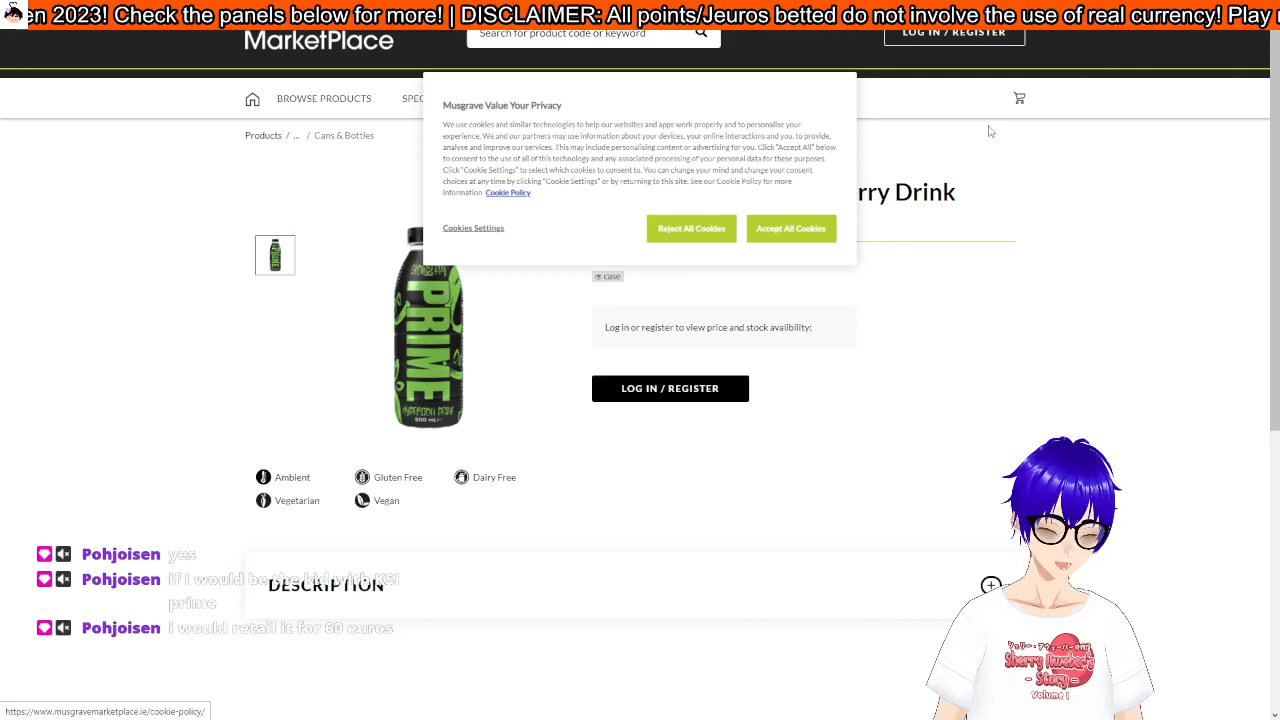 en 2023! Check the panels below for more! | DISCLAIMER: All points/Jeuros betted do not involve the use of real currency! Play
MarketPlace
Search for product code or keyword
LOG IN / REGISTER
BROWSE PRODUCTS
SPEC
Products / ... / Cans & Bottles
Musgrave Value Your Privacy
We use cookies and similar technologies to help our websites and apps work properly and to personalise your
experience. We and our partners may use information about your devices, your online interactions and you, to provide,
analyse and improve our services. This may include personalising content or advertising for you. Click "Accept All" below
to consent to the use of all of this technology and any associated processing of your personal data for these purposes.
Click "Cookie Settings" to select which cookies to consent to. You can change your mind and change your consent
choices at any time by clicking "Cookie Settings" or by returning to this site. See our Cookie Policy for more
information Cookie Policy
Cookies Settings
Reject All Cookies
Accept All Cookies
rry Drink
case
PRIME
HYDRATION DRINK
500 mL
Log in or register to view price and stock avalibility:
LOG IN / REGISTER
Ambient
Gluten Free
Dairy Free
Vegetarian
Vegan
DESCRIPTION
Pohjoisen yes
Pohjoisen if I would be the kid with KSI
prime
Pohjoisen i would retail it for 60 euros
Sherry Aweber's
Story
Volume 1
https://www.musgravemarketplace.ie/cookie-policy/